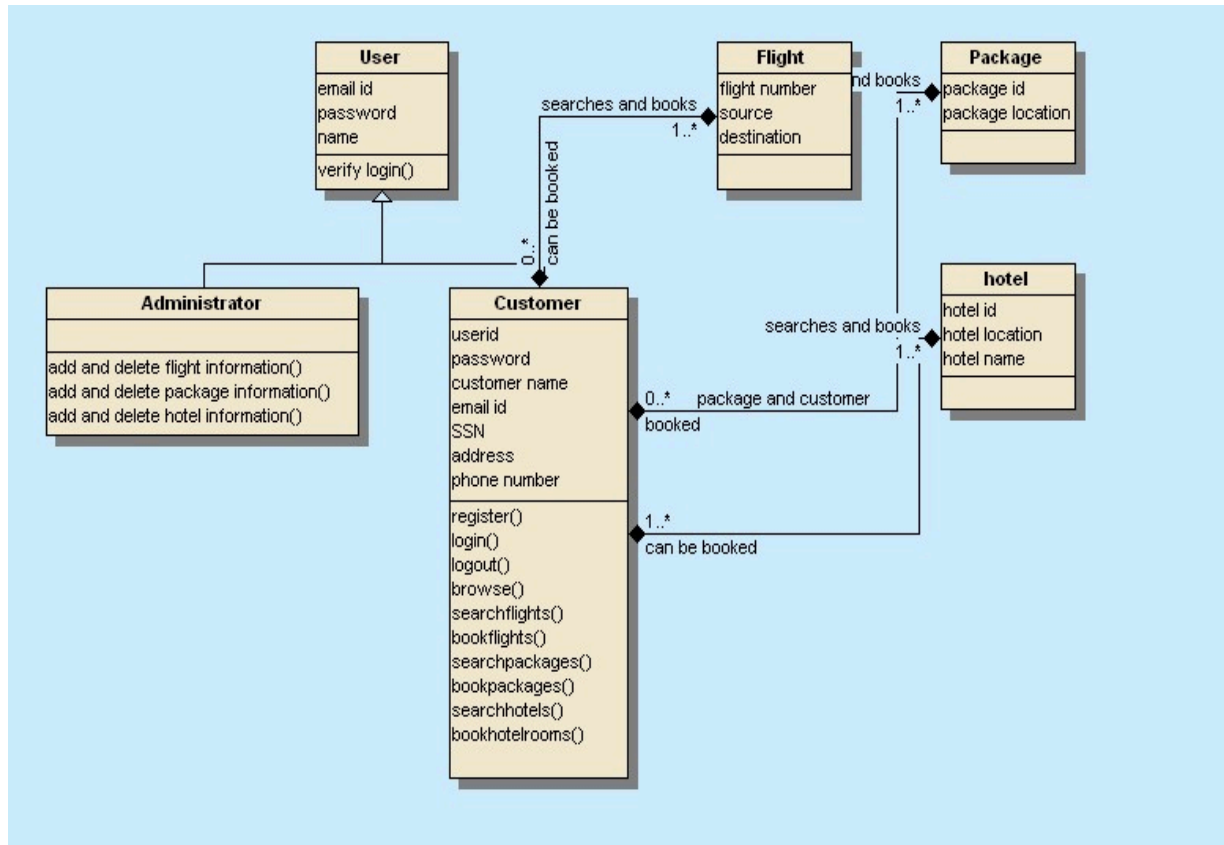 User
email id
password
name
verify login()
Flight
flight number
source
destination
Package
package id
package location
nd books
1..*
searches and books
1..*
can be booked
0..*
Administrator
add and delete flight information()
add and delete package information()
add and delete hotel information()
Customer
userid
password
customer name
email id
SSN
address
phone number
register()
login()
logout()
browse()
searchflights()
bookflights()
searchpackages()
bookpackages()
searchhotels()
bookhotelrooms()
hotel
hotel id
hotel location
hotel name
searches and books
1..*
0..* package and customer
booked
1..*
can be booked